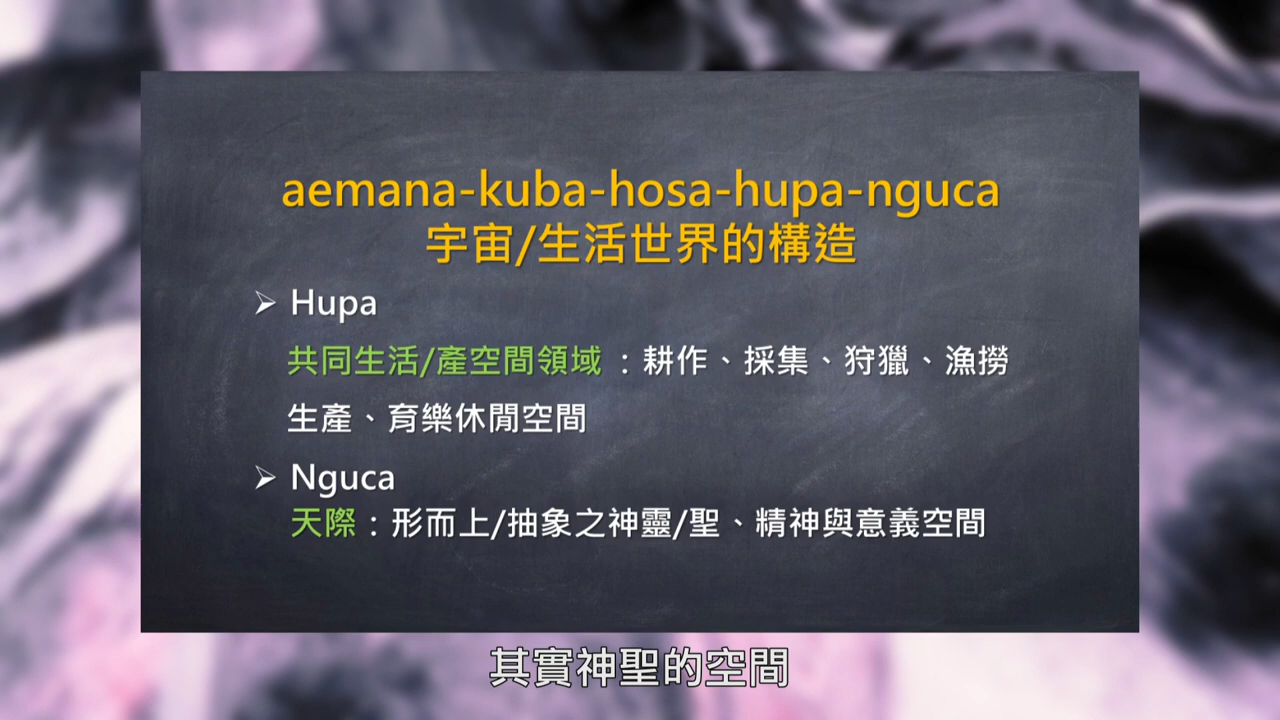 aemana-kuba-hosa-hupa-nguca
宇宙/生活世界的構造
➢ Hupa
共同生活/產空間領域：耕作、採集、狩獵、漁撈
生產、育樂休閒空間
➢ Nguca
天際：形而上/抽象之神靈/聖、精神與意義空間
其實神聖的空間